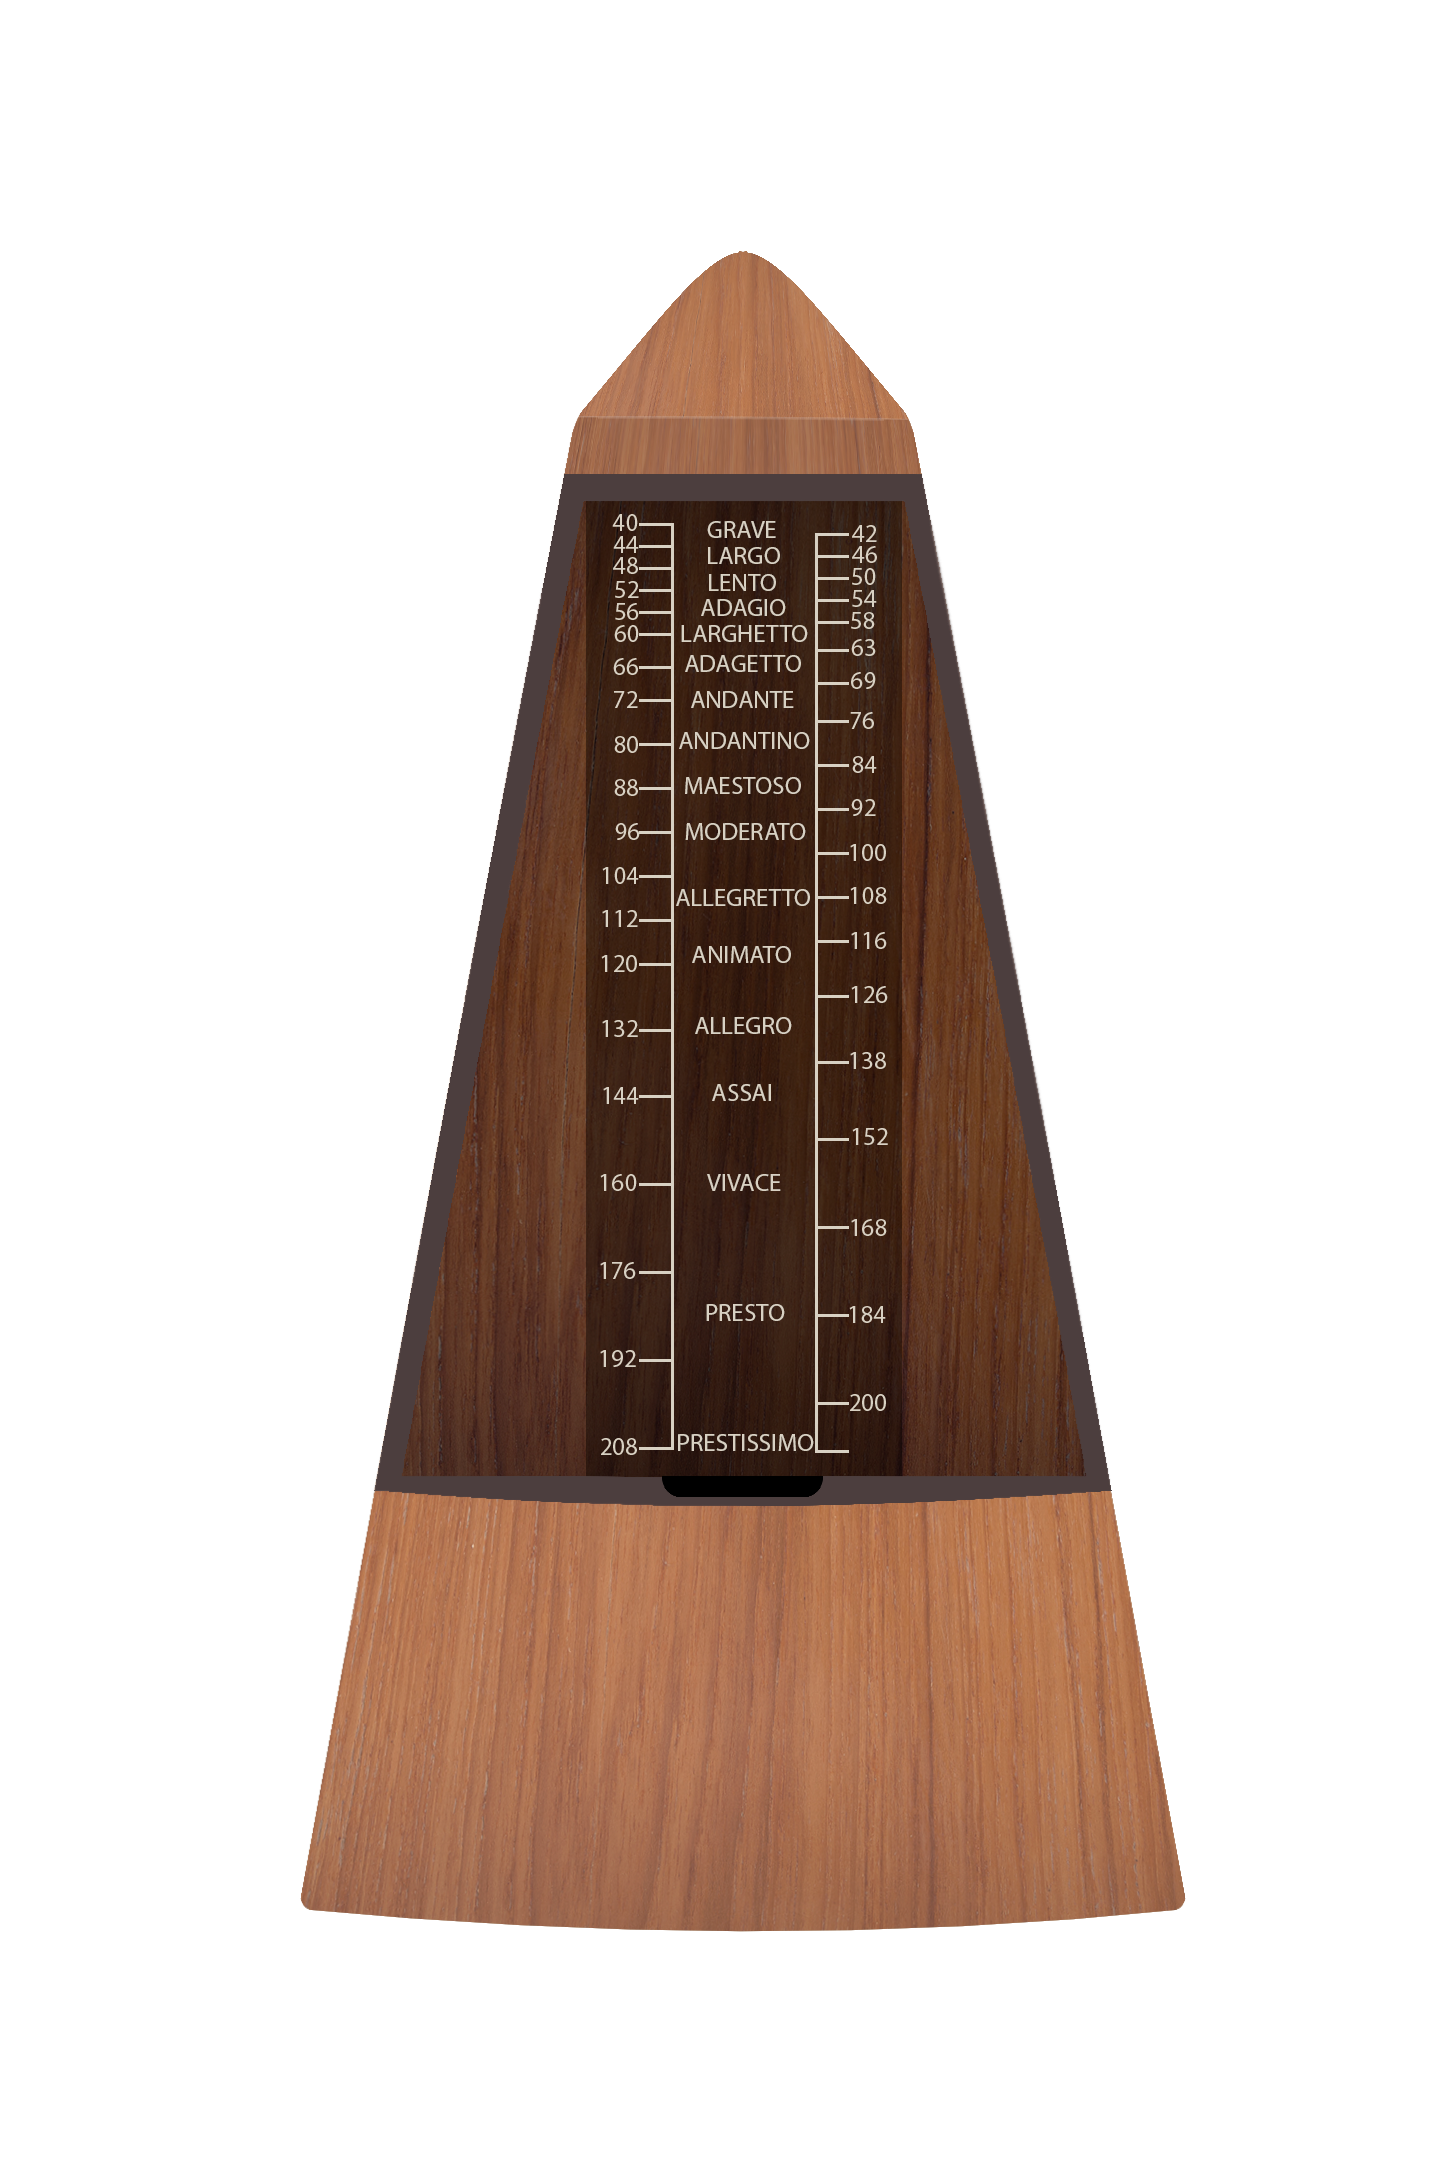 40 GRAVE 42
44 LARGO 46
48 LENTO 50
52 ADAGIO 54
56 LARGHETTO 58
60 ADAGETTO 63
66 ANDANTE 69
72 ANDANTINO 76
80 MAESTOSO 84
88 MODERATO 92
96 100
104 ALLEGRETTO 108
112 ANIMATO 116
120 126
132 ALLEGRO 138
144 ASSAI 152
160 VIVACE 168
176 PRESTO 184
192 200
208 PRESTISSIMO